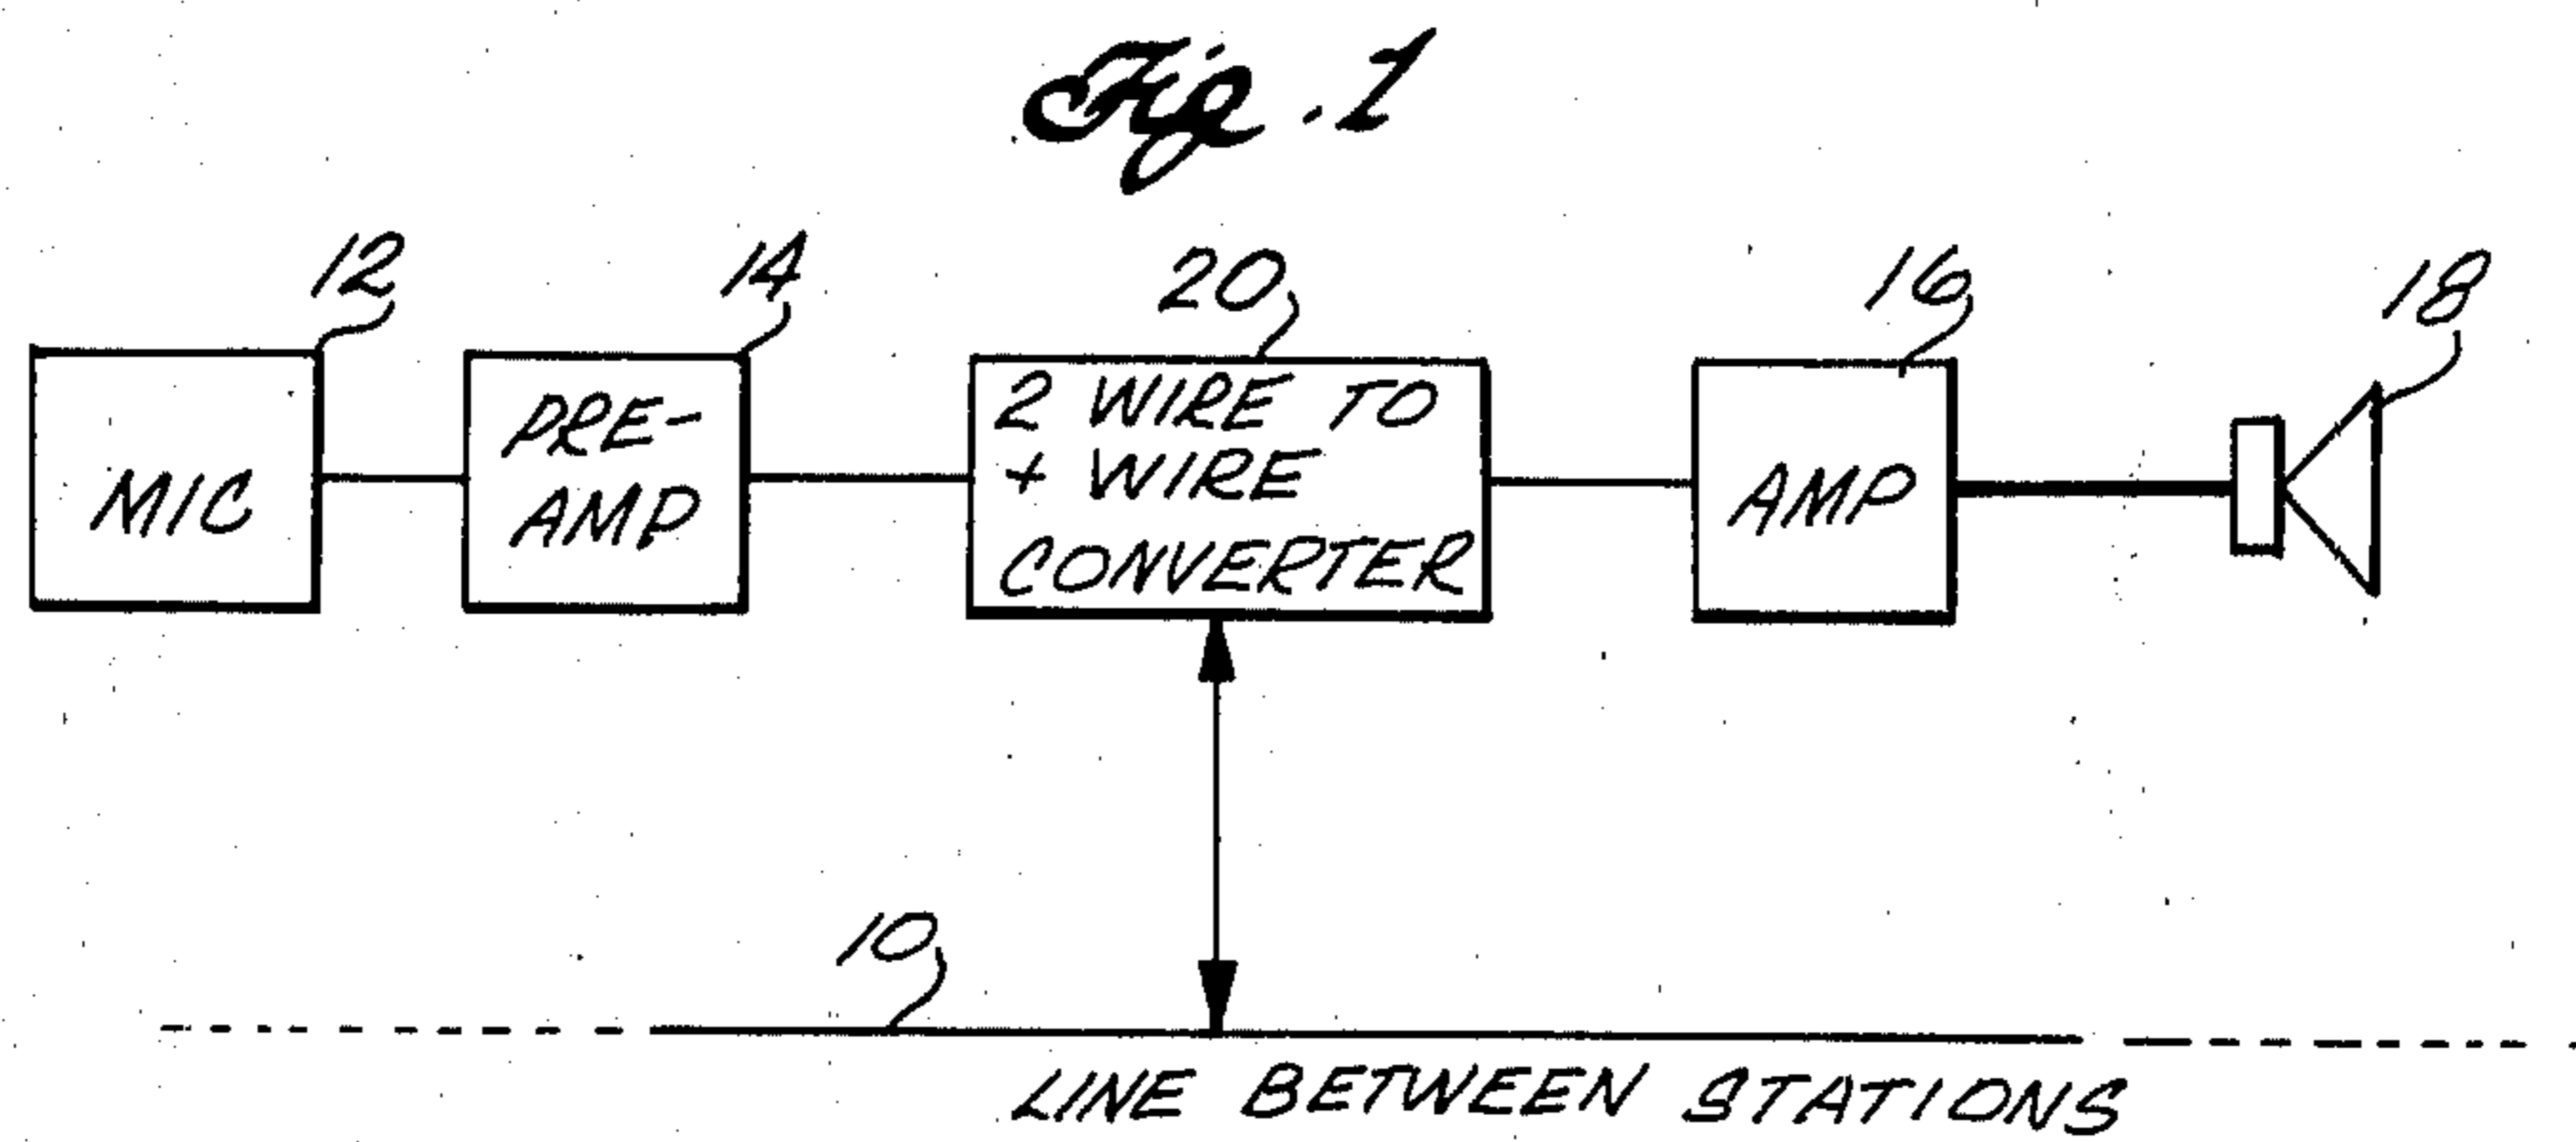 Fig. 1
12
14
20
16
18
MIC
PRE-
AMP
2 WIRE TO
4 WIRE
CONVERTER
AMP
10
LINE BETWEEN STATIONS